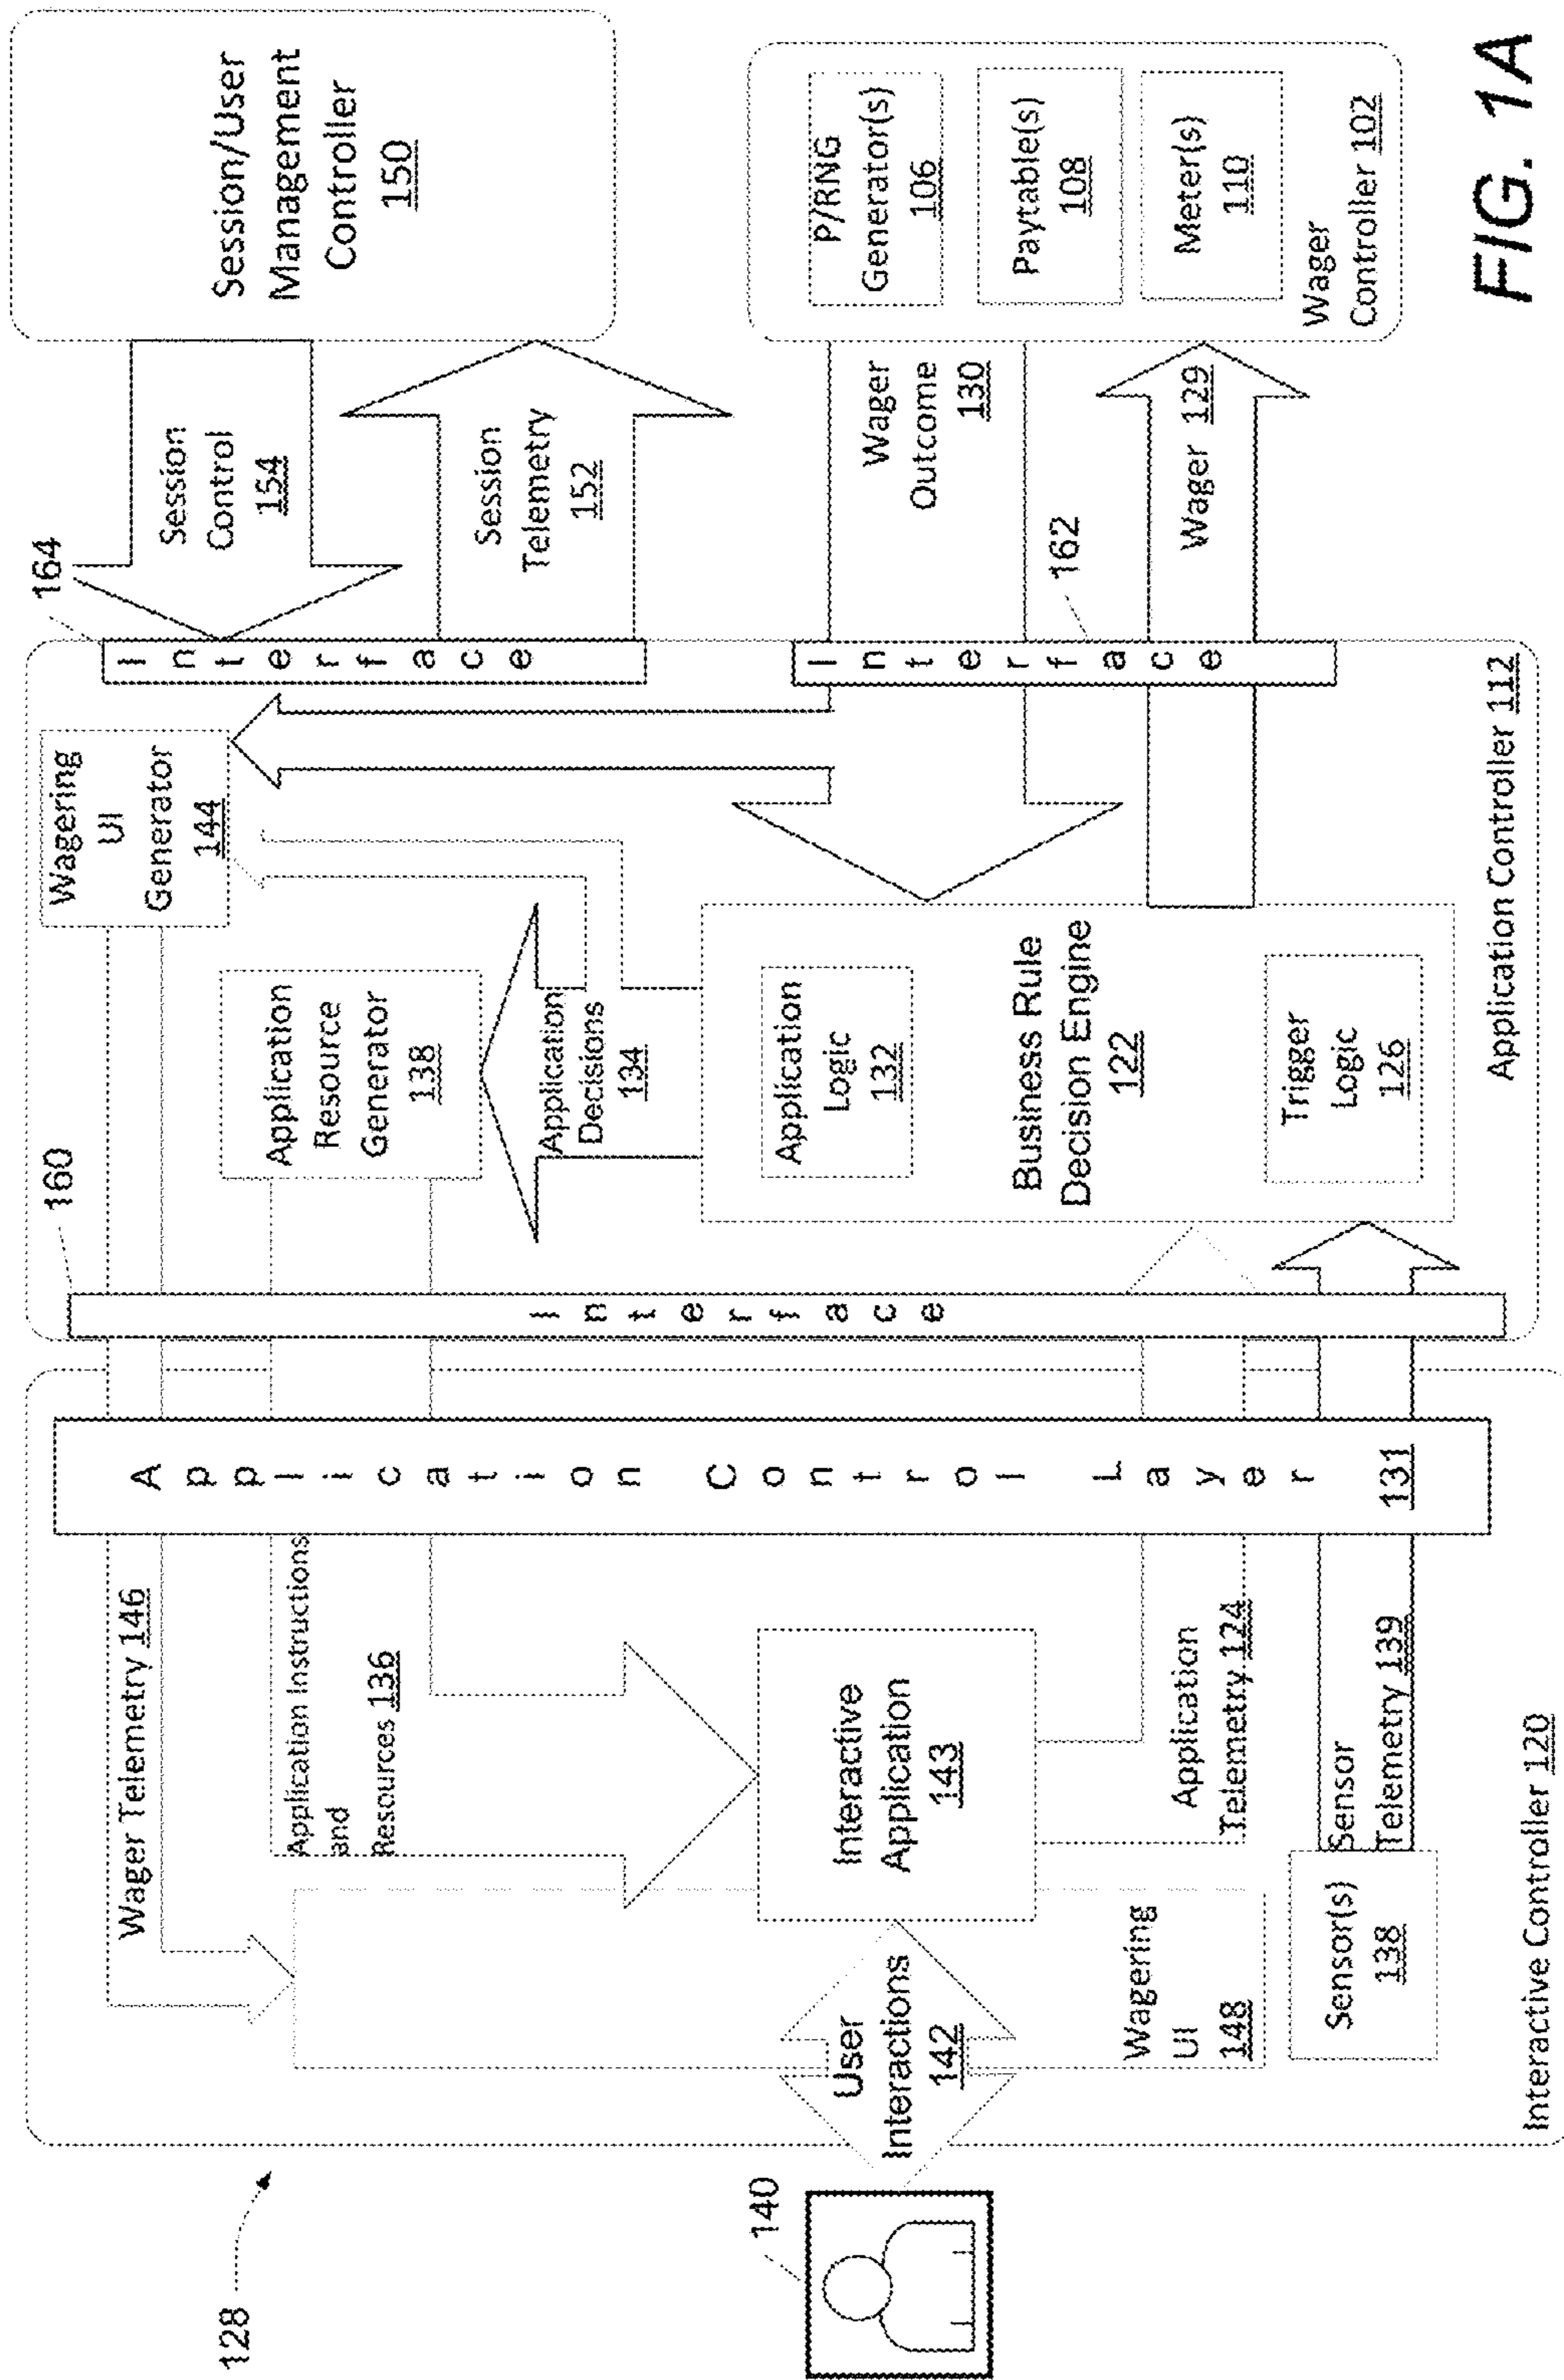 128
140
Wager Telemetry 146
Application Instructions
and
Resources 136
Interactive
Application
143
User
Interactions
142
Application
Telemetry 124
Wagering
UI
148
Sensor(s)
138
Sensor
Telemetry 139
Interactive Controller 120
Application Control Layer
131
160
Interface
Wagering
UI
Generator
144
Application
Resource
Generator
138
Application
Decisions
134
Application
Logic
132
Business Rule
Decision Engine
122
Trigger
Logic
126
Application Controller 112
164
Interface
Interface
162
Session
Control
154
Session
Telemetry
152
Wager
Outcome
130
Wager 129
Session/User
Management
Controller
150
P/RNG
Generator(s)
106
Paytable(s)
108
Meter(s)
110
Wager
Controller 102
FIG. 1A